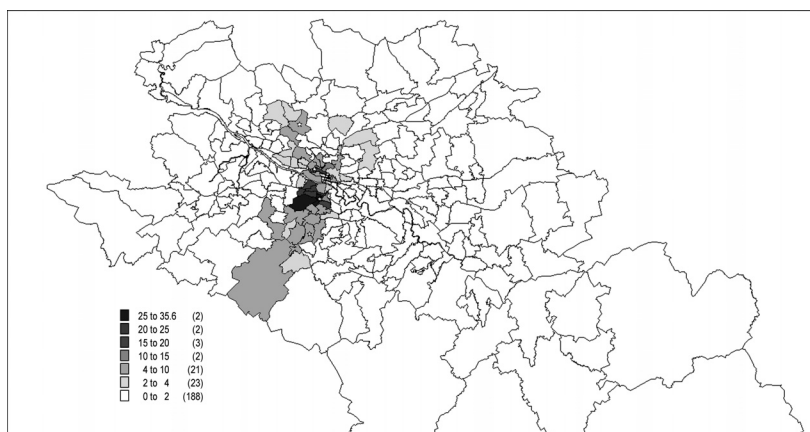 25 to 35.6 (2)
20 to 25 (2)
15 to 20 (3)
10 to 15 (2)
4 to 10 (21)
2 to 4 (23)
0 to 2 (188)